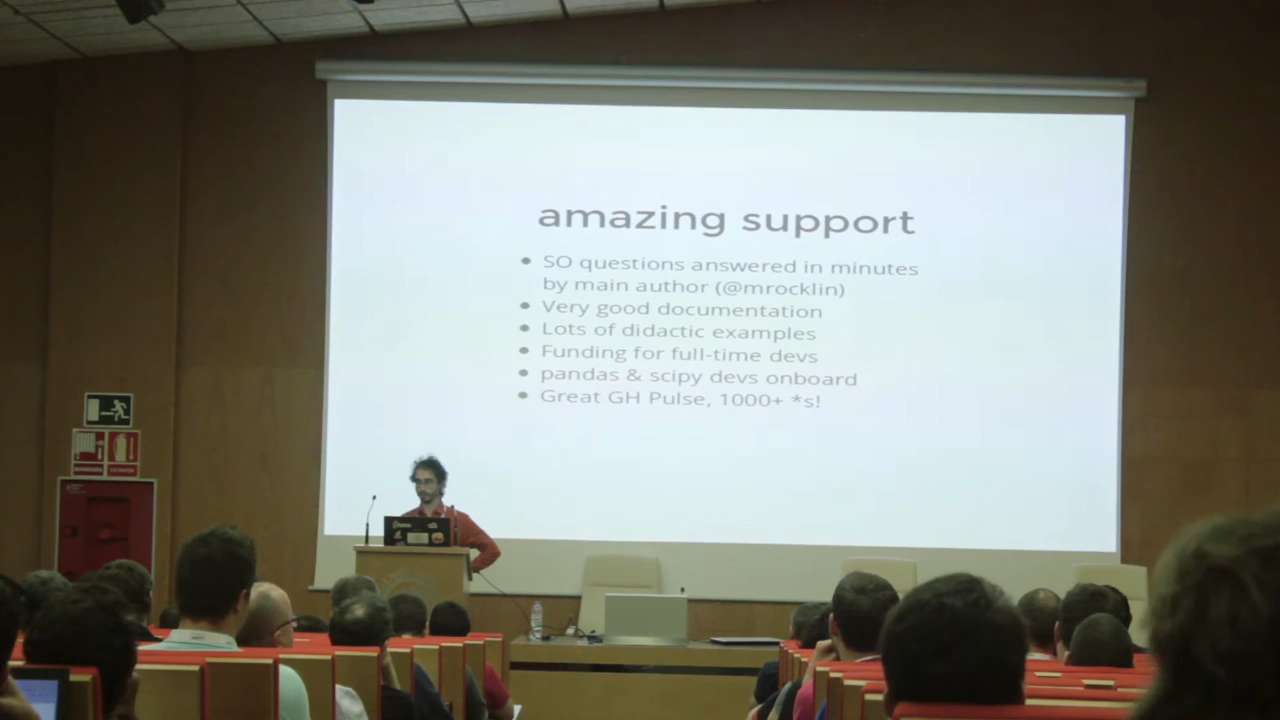 amazing support
• SO questions answered in minutes
by main author (@mrocklin)
• Very good documentation
• Lots of didactic examples
• Funding for full-time devs
• pandas & scipy devs onboard
• Great GH Pulse, 1000+ *s!